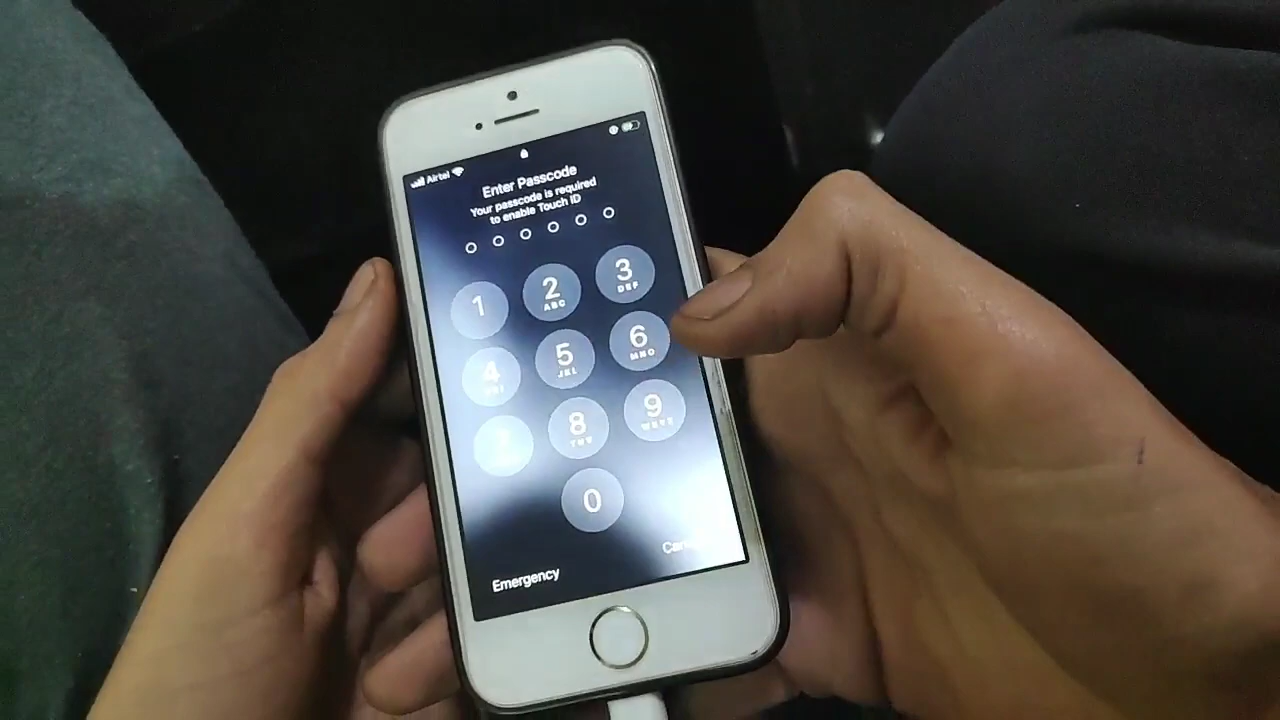 Airtel
Enter Passcode
Your passcode is required
to enable Touch ID
1
2
ABC
3
DEF
4
5
JKL
6
MNO
8
TUV
9
WXYZ
0
Emergency